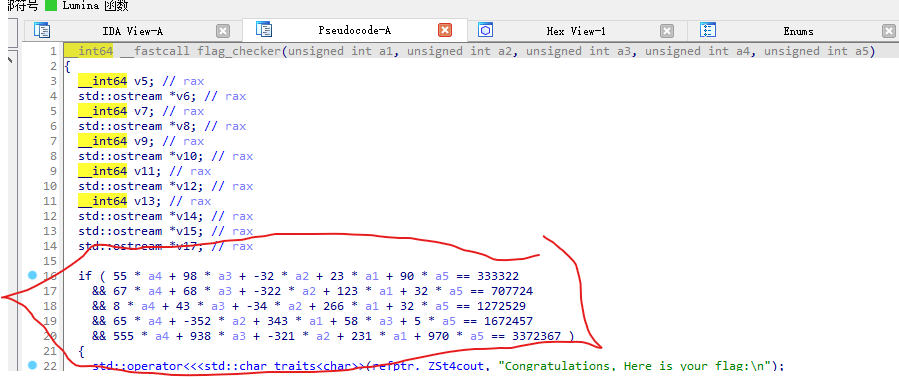 部符号 Lumina 函数
IDA View-A Pseudocode-A Hex View-1 Enums
1 __int64 __fastcall flag_checker(unsigned int a1, unsigned int a2, unsigned int a3, unsigned int a4, unsigned int a5)
2 {
3 __int64 v5; // rax
4 std::ostream *v6; // rax
5 __int64 v7; // rax
6 std::ostream *v8; // rax
7 __int64 v9; // rax
8 std::ostream *v10; // rax
9 __int64 v11; // rax
10 std::ostream *v12; // rax
11 __int64 v13; // rax
12 std::ostream *v14; // rax
13 std::ostream *v15; // rax
14 std::ostream *v17; // rax
15
16 if ( 55 * a4 + 98 * a3 + -32 * a2 + 23 * a1 + 90 * a5 == 333322
17 && 67 * a4 + 68 * a3 + -322 * a2 + 123 * a1 + 32 * a5 == 707724
18 && 8 * a4 + 43 * a3 + -34 * a2 + 266 * a1 + 32 * a5 == 1272529
19 && 65 * a4 + -352 * a2 + 343 * a1 + 58 * a3 + 5 * a5 == 1672457
20 && 555 * a4 + 938 * a3 + -321 * a2 + 231 * a1 + 970 * a5 == 3372367 )
21 {
22 std::operator<<<std::char_traits<char>>(refptr__ZSt4cout, "Congratulations, Here is your flag:\n");